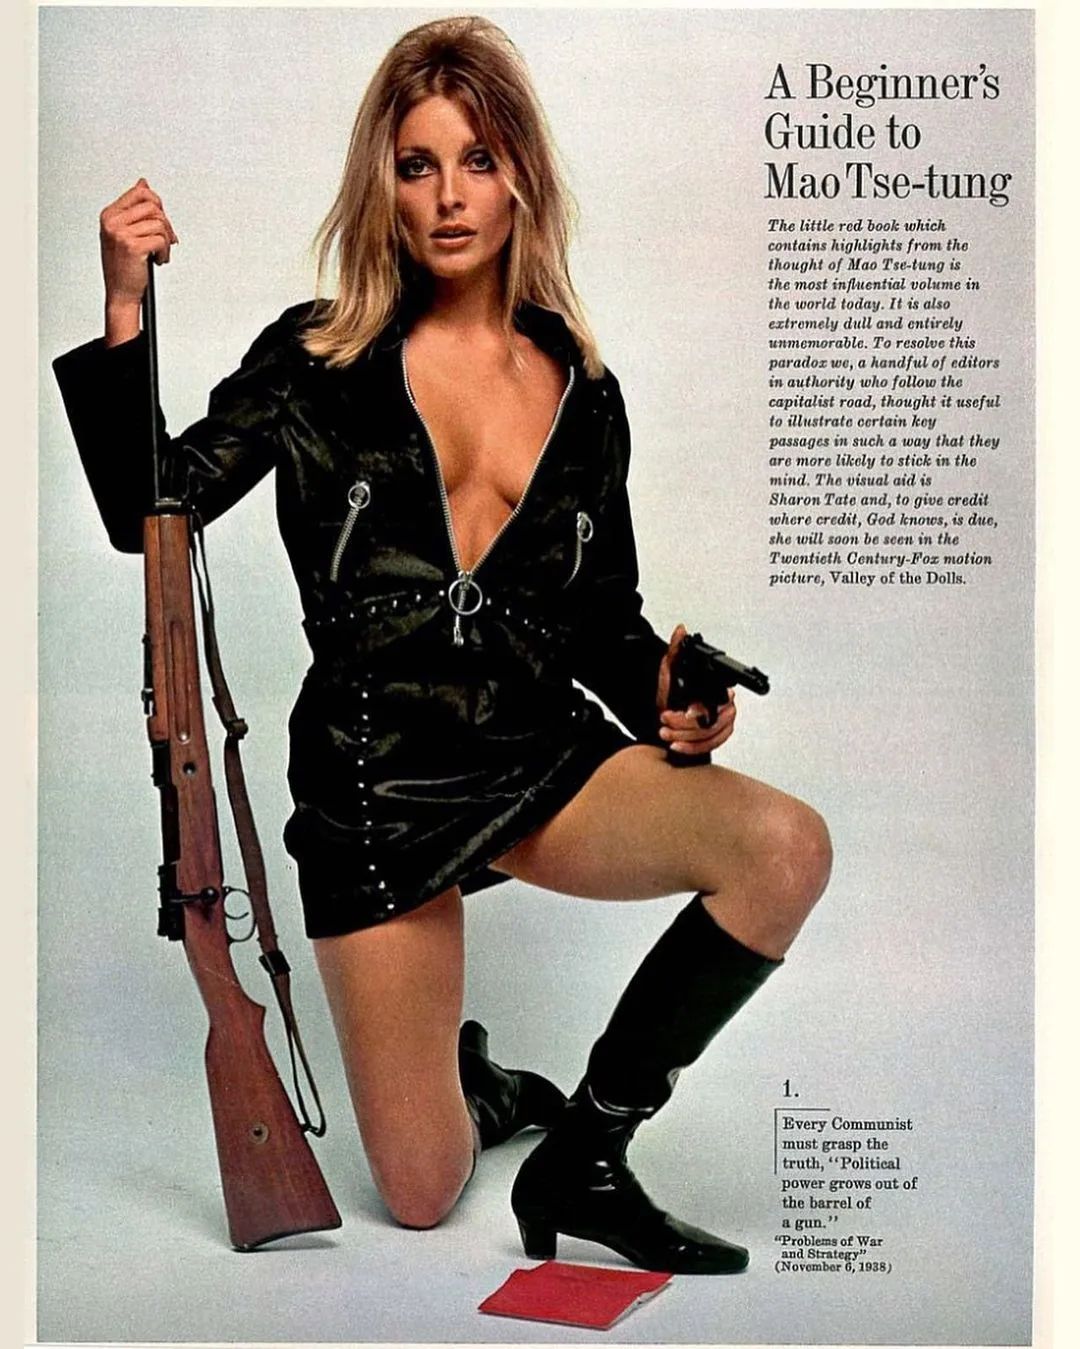 A Beginner's
Guide to
Mao Tse-tung
The little red book which
contains highlights from the
thought of Mao Tse-tung is
the most influential volume in
the world today. It is also
extremely dull and entirely
unmemorable. To resolve this
paradox we, a handful of editors
in authority who follow the
capitalist road, thought it useful
to illustrate certain key
passages in such a way that they
are more likely to stick in the
mind. The visual aid is
Sharon Tate and, to give credit
where credit, God knows, is due,
she will soon be seen in the
Twentieth Century-Fox motion
picture, Valley of the Dolls.
1.
Every Communist
must grasp the
truth, “Political
power grows out of
the barrel of
a gun.”
“Problems of War
and Strategy”
(November 6, 1938)